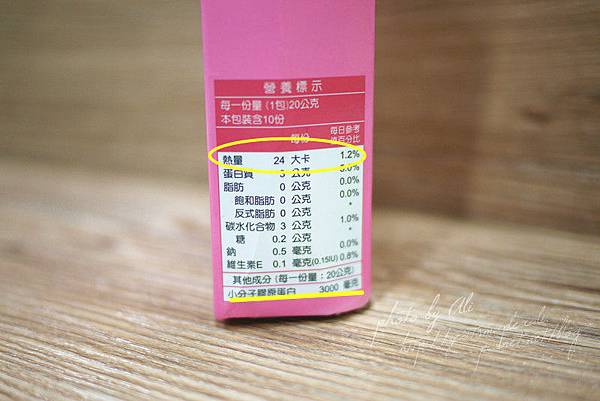 營養標示
每一份量 (1包)20公克
本包裝含10份
每份 每日參考值百分比
熱量 24 大卡 1.2%
蛋白質 3 公克 5.0%
脂肪 0 公克 0.0%
飽和脂肪 0 公克 0.0%
反式脂肪 0 公克 *
碳水化合物 3 公克 1.0%
糖 0.2 公克 *
鈉 0.5 毫克 0.0%
維生素E 0.1 毫克(0.15IU) 0.8%
其他成分 (每一份量：20公克)
小分子膠原蛋白 3000 毫克
photo by Ali